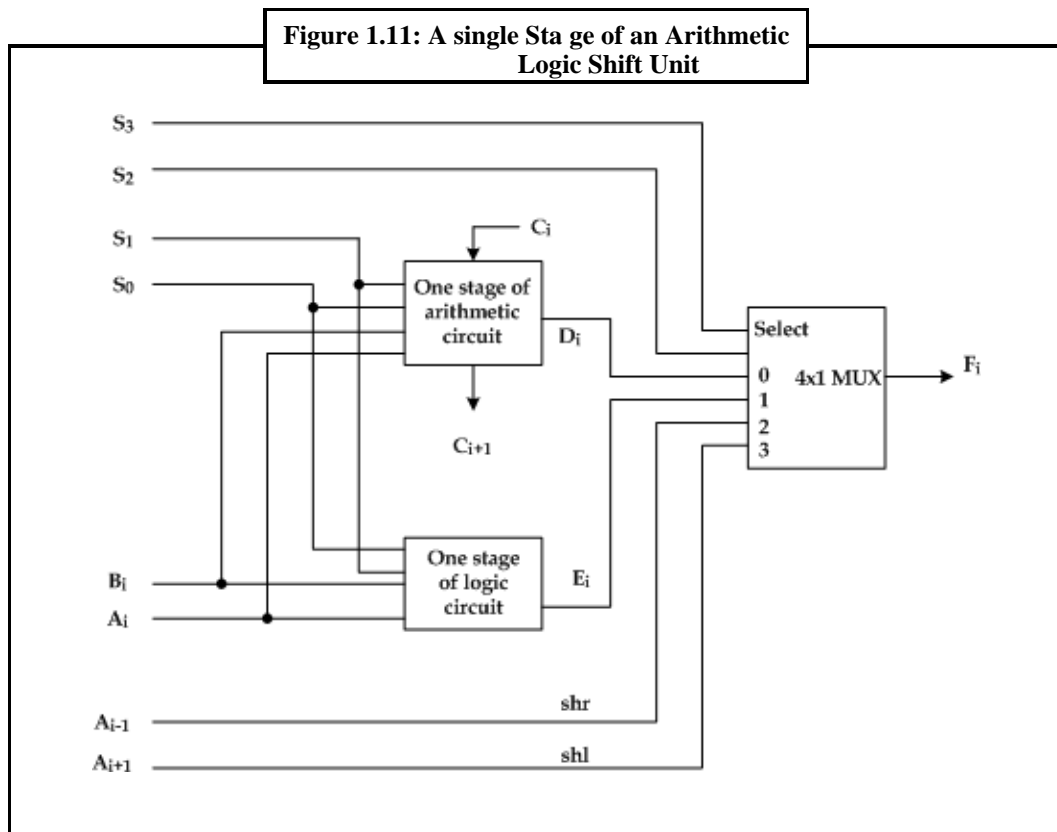 Figure 1.11: A single Sta ge of an Arithmetic
Logic Shift Unit
S3
S2
S1
S0
Ci
One stage of
arithmetic
circuit
Di
Ci+1
Select
0
1
2
3
4x1 MUX
Fi
One stage
of logic
circuit
Ei
Bi
Ai
Ai-1
shr
Ai+1
shl